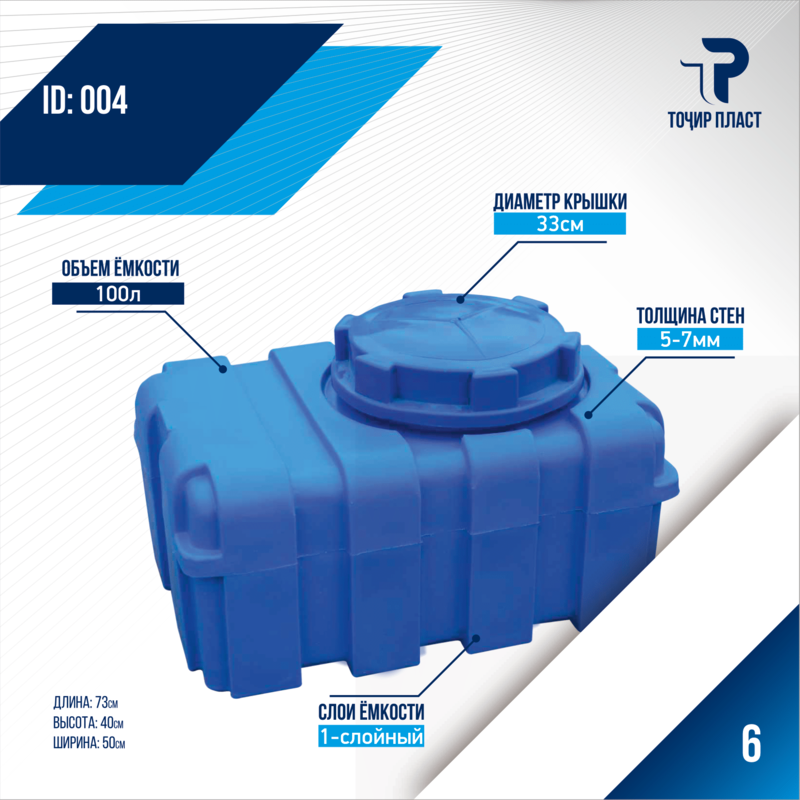 ID: 004
ТОҶИР ПЛАСТ
ДИАМЕТР КРЫШКИ
33см
ОБЪЕМ ЁМКОСТИ
100л
ТОЛЩИНА СТЕН
5-7мм
СЛОИ ЁМКОСТИ
1-слойный
ДЛИНА: 73см
ВЫСОТА: 40см
ШИРИНА: 50см
6